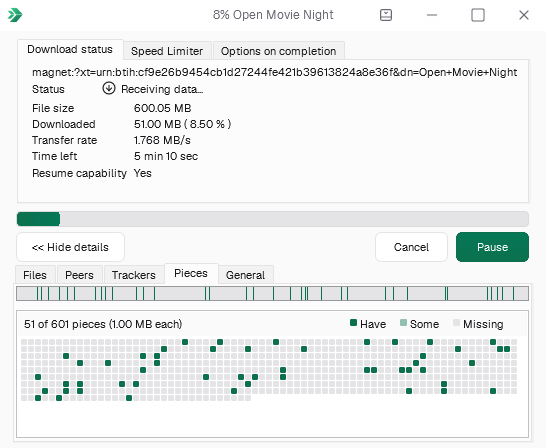 8% Open Movie Night
Download status
Speed Limiter
Options on completion
magnet:?xt=urn:btih:cf9e26b9454cb1d27244fe421b39613824a8e36f&dn=Open+Movie+Night
Status Receiving data...
File size 600.05 MB
Downloaded 51.00 MB ( 8.50 % )
Transfer rate 1.768 MB/s
Time left 5 min 10 sec
Resume capability Yes
<< Hide details
Cancel
Pause
Files
Peers
Trackers
Pieces
General
51 of 601 pieces (1.00 MB each)
Have
Some
Missing